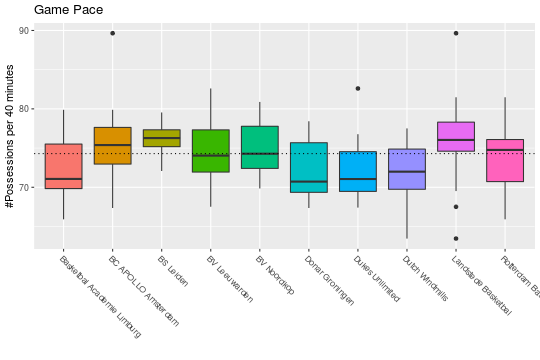 Game Pace
#Possessions per 40 minutes
90
80
70
Basketbal Academie Limburg
BC APOLLO Amsterdam
BS Leiden
BV Leeuwarden
BV Noordkop
Donar Groningen
Dukes Unlimited
Dutch Windmills
Landstede Basketbal
Rotterdam Bas